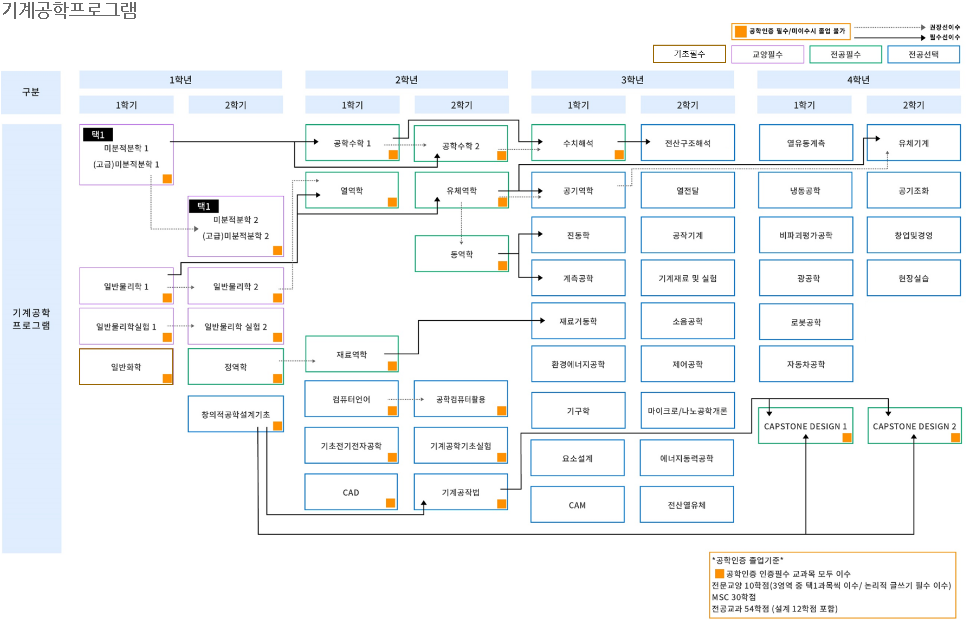 기계공학프로그램
공학인증 필수/미이수시 졸업 불가
권장선이수
필수선이수
기초필수
교양필수
전공필수
전공선택
구분
1학년
2학년
3학년
4학년
1학기
2학기
1학기
2학기
1학기
2학기
1학기
2학기
기계공학
프로그램
택1
미분적분학 1
(고급)미분적분학 1
택1
미분적분학 2
(고급)미분적분학 2
일반물리학 1
일반물리학 2
일반물리학실험 1
일반물리학 실험 2
일반화학
정역학
창의적공학설계기초
공학수학 1
공학수학 2
열역학
유체역학
동역학
재료역학
컴퓨터언어
공학컴퓨터활용
기초전기전자공학
기계공학기초실험
CAD
기계공작법
수치해석
전산구조해석
공기역학
열전달
진동학
공작기계
계측공학
기계재료 및 실험
재료거동학
소음공학
환경에너지공학
제어공학
기구학
마이크로/나노공학개론
요소설계
에너지동력공학
CAM
전산열유체
열유동계측
유체기계
냉동공학
공기조화
비파괴평가공학
창업및경영
광공학
현장실습
로봇공학
자동차공학
CAPSTONE DESIGN 1
CAPSTONE DESIGN 2
*공학인증 졸업기준*
공학인증 인증필수 교과목 모두 이수
전문교양 10학점(3영역 중 택1과목씩 이수/ 논리적 글쓰기 필수 이수)
MSC 30학점
전공교과 54학점 (설계 12학점 포함)